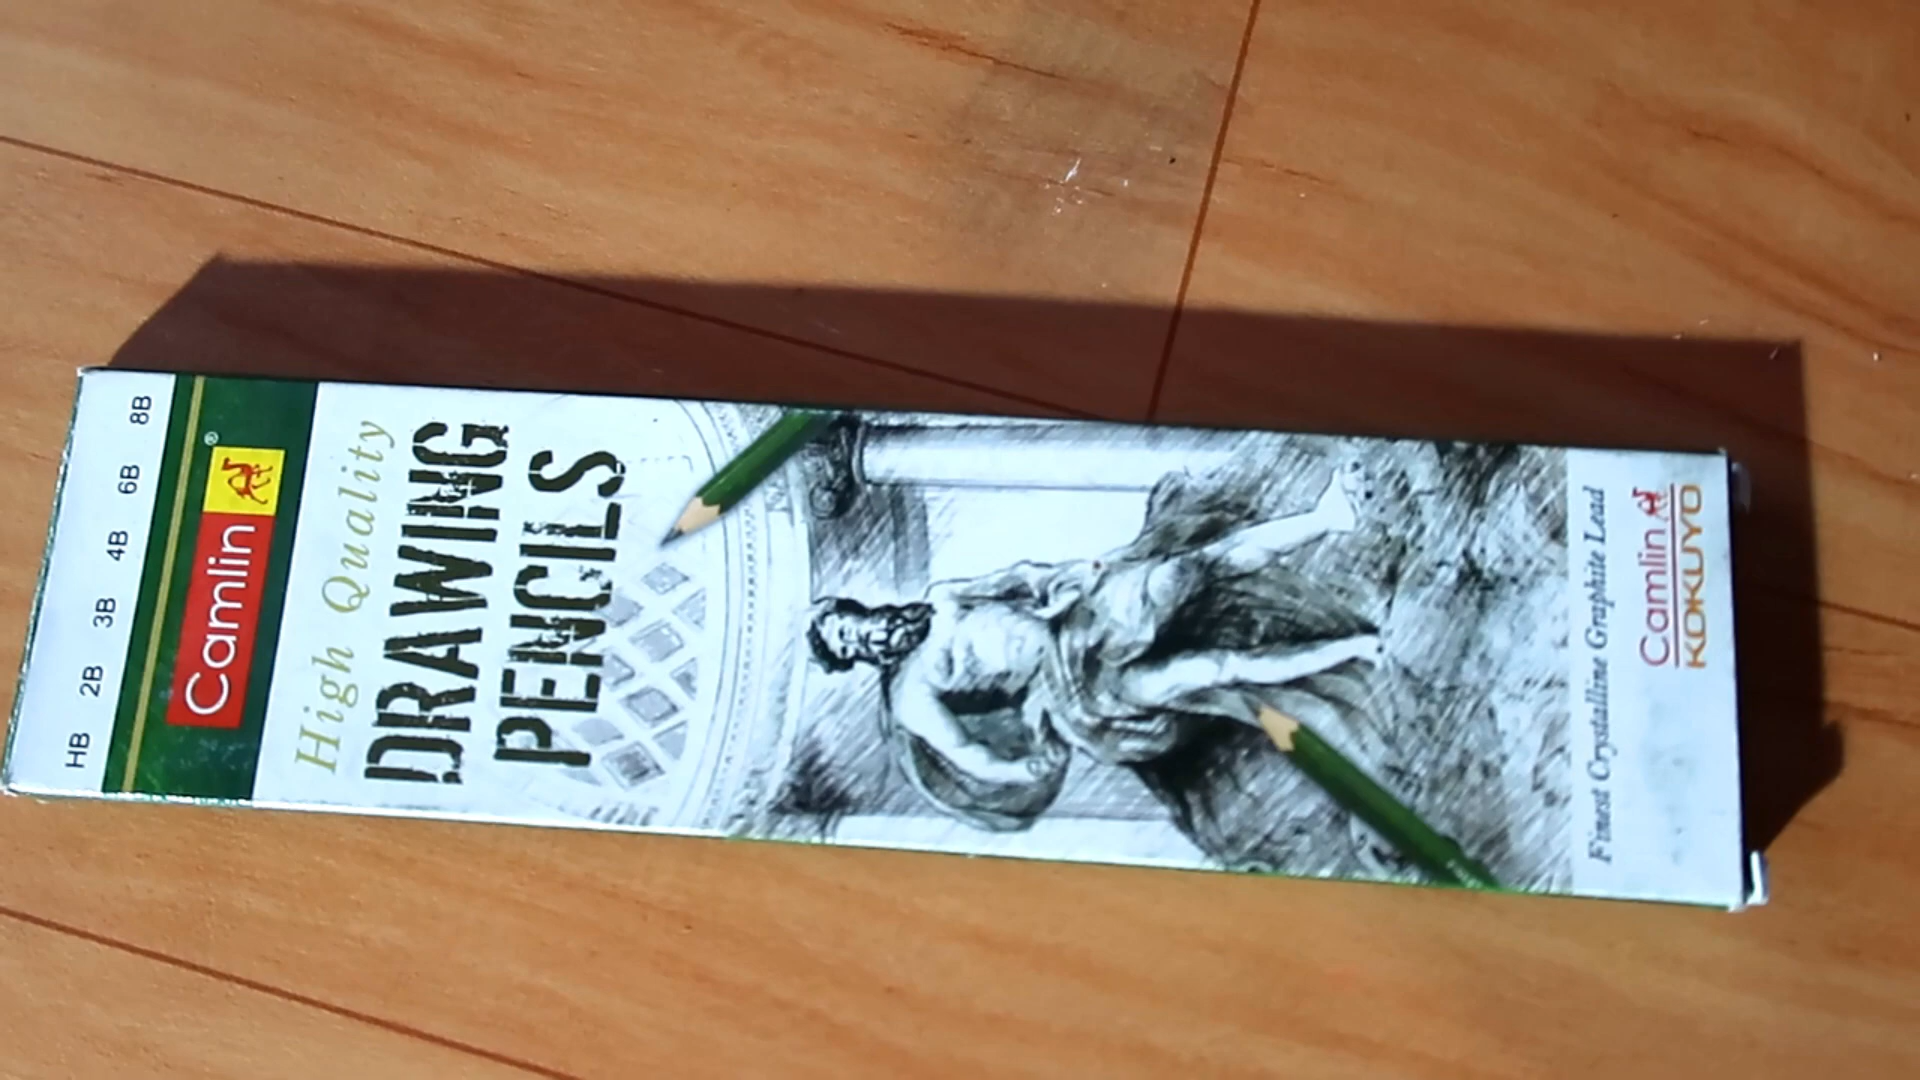 HB 2B 3B 4B 6B 8B
Camlin®
High Quality
DRAWING
PENCILS
Finest Crystalline Graphite Lead
Camlin
KOKUYO